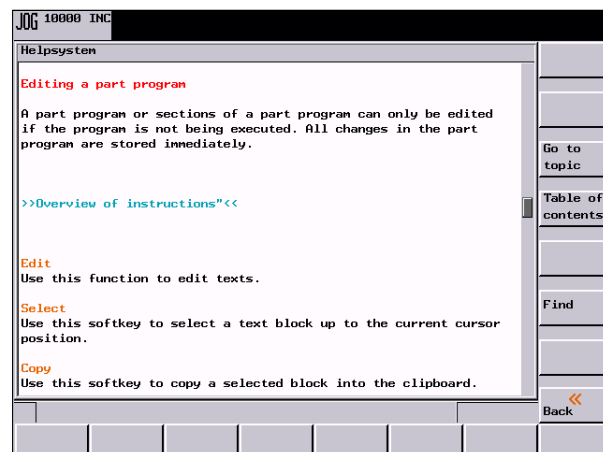 JOG 10000 INC
Helpsystem
Editing a part program
A part program or sections of a part program can only be edited
if the program is not being executed. All changes in the part
program are stored immediately.
>>Overview of instructions"<<
Edit
Use this function to edit texts.
Select
Use this softkey to select a text block up to the current cursor
position.
Copy
Use this softkey to copy a selected block into the clipboard.
Go to
topic
Table of
contents
Find
Back